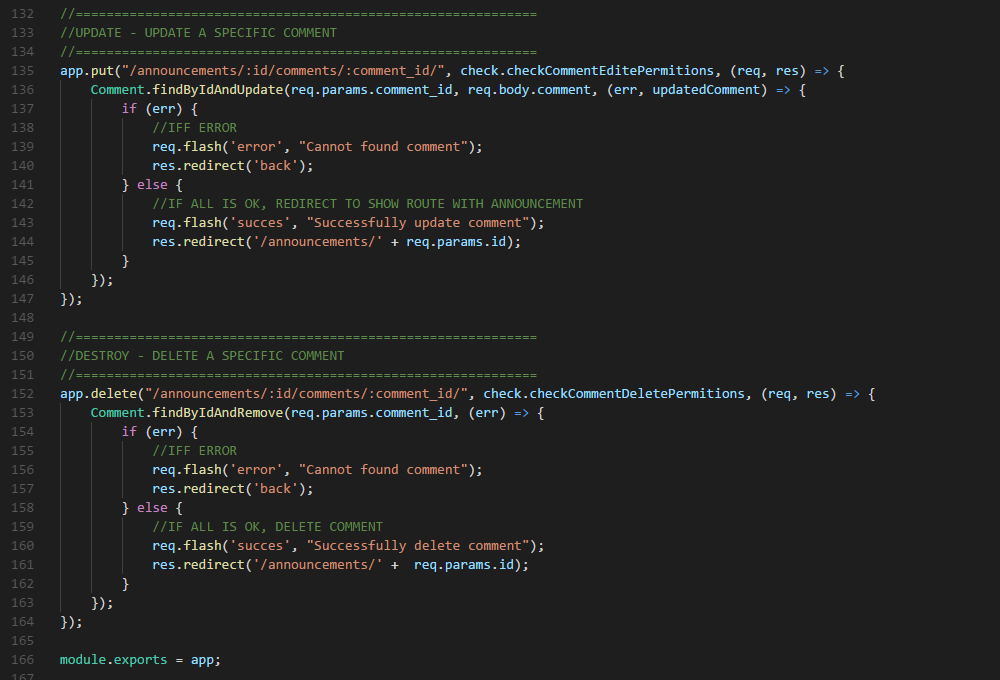 132 //============================================================
133 //UPDATE - UPDATE A SPECIFIC COMMENT
134 //============================================================
135 app.put("/announcements/:id/comments/:comment_id/", check.checkCommentEditePermitions, (req, res) => {
136     Comment.findByIdAndUpdate(req.params.comment_id, req.body.comment, (err, updatedComment) => {
137         if (err) {
138             //IFF ERROR
139             req.flash('error', "Cannot found comment");
140             res.redirect('back');
141         } else {
142             //IF ALL IS OK, REDIRECT TO SHOW ROUTE WITH ANNOUNCEMENT
143             req.flash('succes', "Successfully update comment");
144             res.redirect('/announcements/' + req.params.id);
145         }
146     });
147 });
148
149 //============================================================
150 //DESTROY - DELETE A SPECIFIC COMMENT
151 //============================================================
152 app.delete("/announcements/:id/comments/:comment_id/", check.checkCommentDeletePermitions, (req, res) => {
153     Comment.findByIdAndRemove(req.params.comment_id, (err) => {
154         if (err) {
155             //IFF ERROR
156             req.flash('error', "Cannot found comment");
157             res.redirect('back');
158         } else {
159             //IF ALL IS OK, DELETE COMMENT
160             req.flash('succes', "Successfully delete comment");
161             res.redirect('/announcements/' +  req.params.id);
162         }
163     });
164 });
165
166 module.exports = app;
167